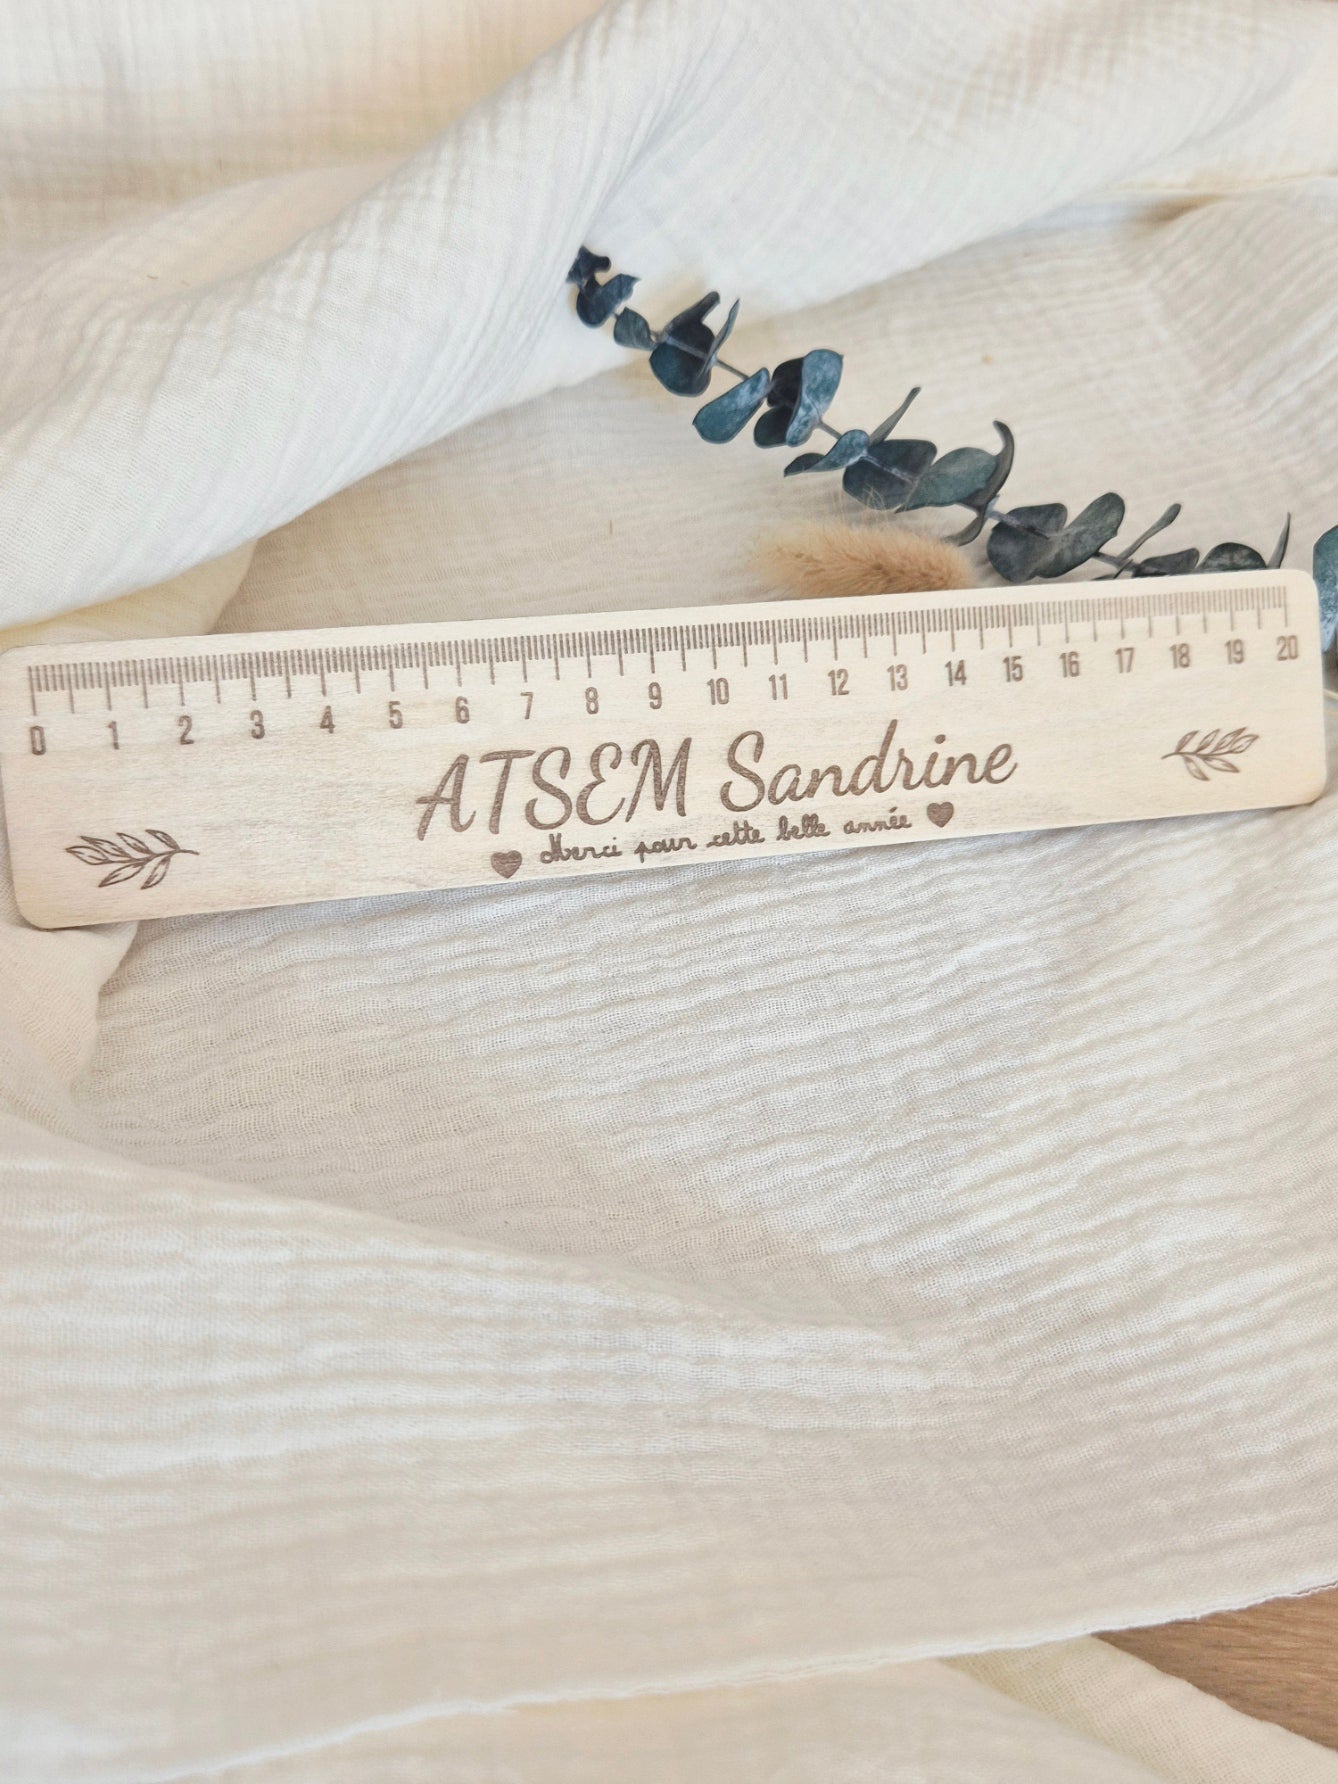 0 1 2 3 4 5 6 7 8 9 10 11 12 13 14 15 16 17 18 19 20
ATSEM Sandrine
Merci pour cette belle année